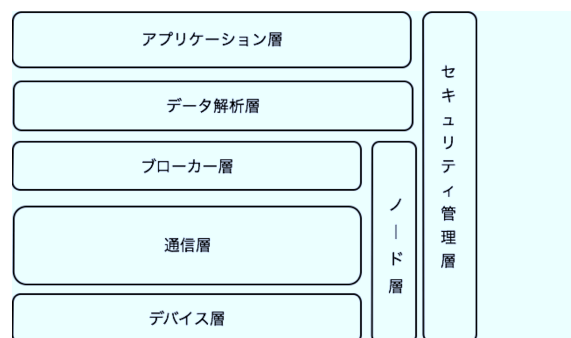 アプリケーション層
データ解析層
ブローカー層
通信層
デバイス層
ノード層
セキュリティ管理層